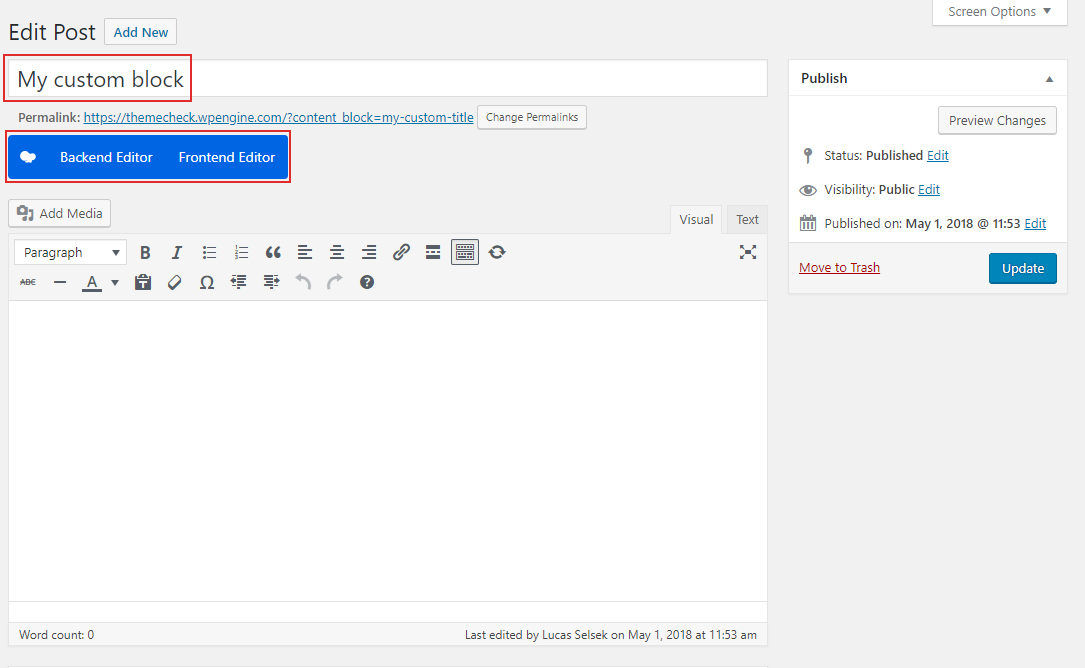 Screen Options
Edit Post Add New
My custom block
Permalink: https://themecheck.wpengine.com/?content_block=my-custom-title Change Permalinks
Backend Editor Frontend Editor
Add Media
Visual Text
Paragraph B I
ABC A
Word count: 0 Last edited by Lucas Selsek on May 1, 2018 at 11:53 am
Publish
Preview Changes
Status: Published Edit
Visibility: Public Edit
Published on: May 1, 2018 @ 11:53 Edit
Move to Trash Update